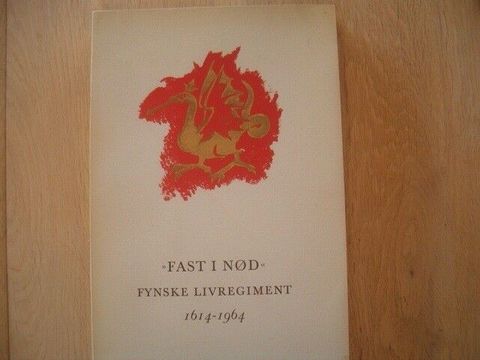 »FAST I NØD«
FYNSKE LIVREGIMENT
1614-1964